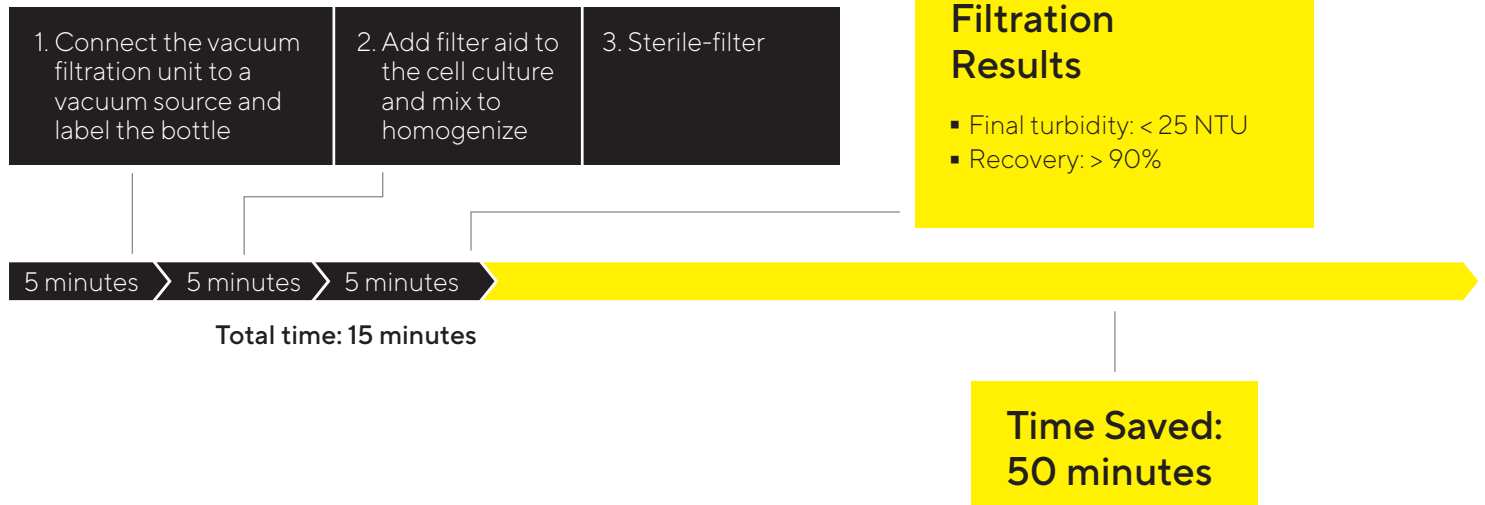 1. Connect the vacuum
filtration unit to a
vacuum source and
label the bottle
2. Add filter aid to
the cell culture
and mix to
homogenize
3. Sterile-filter
Filtration
Results
▪ Final turbidity: < 25 NTU
▪ Recovery: > 90%
5 minutes
5 minutes
5 minutes
Total time: 15 minutes
Time Saved:
50 minutes